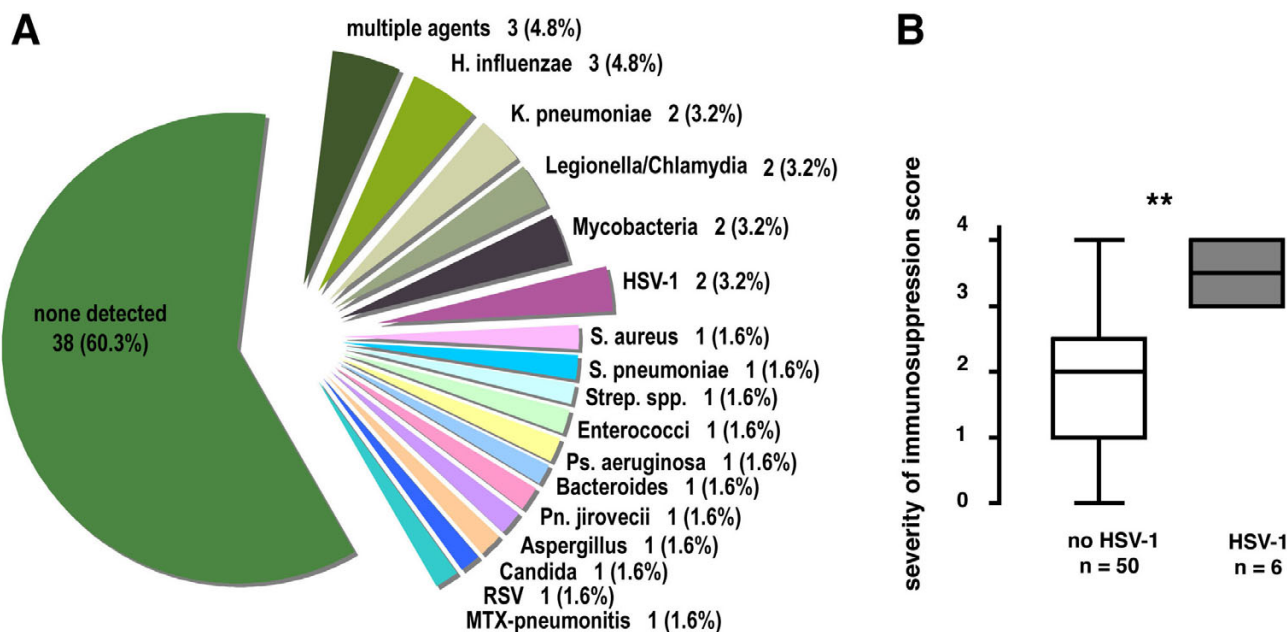 A
multiple agents 3 (4.8%)
H. influenzae 3 (4.8%)
K. pneumoniae 2 (3.2%)
Legionella/Chlamydia 2 (3.2%)
Mycobacteria 2 (3.2%)
HSV-1 2 (3.2%)
S. aureus 1 (1.6%)
S. pneumoniae 1 (1.6%)
Strep. spp. 1 (1.6%)
Enterococci 1 (1.6%)
Ps. aeruginosa 1 (1.6%)
Bacteroides 1 (1.6%)
Pn. jirovecii 1 (1.6%)
Aspergillus 1 (1.6%)
Candida 1 (1.6%)
RSV 1 (1.6%)
MTX-pneumonitis 1 (1.6%)
none detected
38 (60.3%)
B
severity of immunosuppression score
4
3
2
1
0
**
no HSV-1
n = 50
HSV-1
n = 6